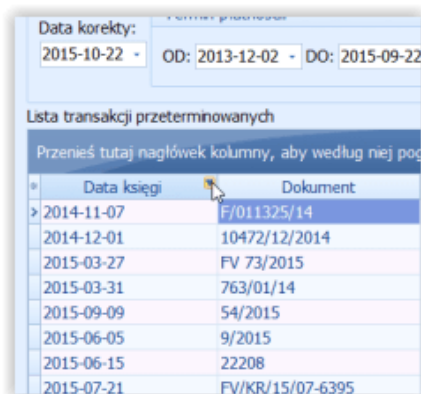 Data korekty:
2015-10-22
OD: 2013-12-02 DO: 2015-09-22
Lista transakcji przeterminowanych
Przenieś tutaj nagłówek kolumny, aby według niej pog
Data księgi Dokument
2014-11-07 F/011325/14
2014-12-01 10472/12/2014
2015-03-27 FV 73/2015
2015-03-31 763/01/14
2015-09-09 54/2015
2015-06-05 9/2015
2015-06-15 22208
2015-07-21 FV/KR/15/07-6395